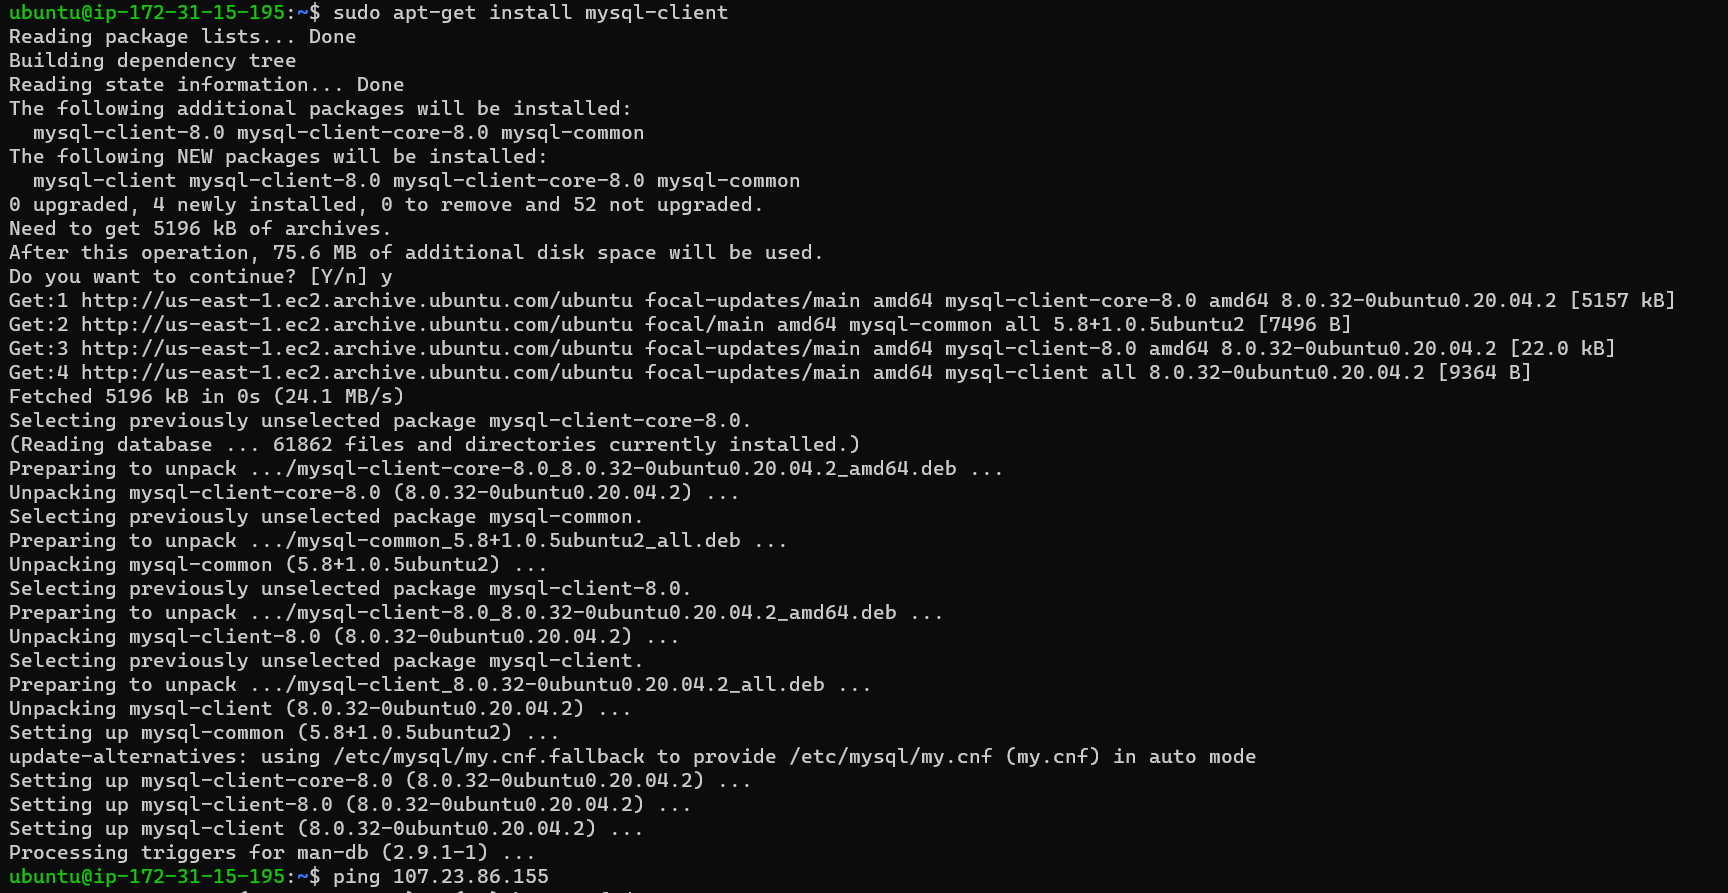 ubuntu@ip-172-31-15-195:~$ sudo apt-get install mysql-client
Reading package lists... Done
Building dependency tree
Reading state information... Done
The following additional packages will be installed:
  mysql-client-8.0 mysql-client-core-8.0 mysql-common
The following NEW packages will be installed:
  mysql-client mysql-client-8.0 mysql-client-core-8.0 mysql-common
0 upgraded, 4 newly installed, 0 to remove and 52 not upgraded.
Need to get 5196 kB of archives.
After this operation, 75.6 MB of additional disk space will be used.
Do you want to continue? [Y/n] y
Get:1 http://us-east-1.ec2.archive.ubuntu.com/ubuntu focal-updates/main amd64 mysql-client-core-8.0 amd64 8.0.32-0ubuntu0.20.04.2 [5157 kB]
Get:2 http://us-east-1.ec2.archive.ubuntu.com/ubuntu focal/main amd64 mysql-common all 5.8+1.0.5ubuntu2 [7496 B]
Get:3 http://us-east-1.ec2.archive.ubuntu.com/ubuntu focal-updates/main amd64 mysql-client-8.0 amd64 8.0.32-0ubuntu0.20.04.2 [22.0 kB]
Get:4 http://us-east-1.ec2.archive.ubuntu.com/ubuntu focal-updates/main amd64 mysql-client all 8.0.32-0ubuntu0.20.04.2 [9364 B]
Fetched 5196 kB in 0s (24.1 MB/s)
Selecting previously unselected package mysql-client-core-8.0.
(Reading database ... 61862 files and directories currently installed.)
Preparing to unpack .../mysql-client-core-8.0_8.0.32-0ubuntu0.20.04.2_amd64.deb ...
Unpacking mysql-client-core-8.0 (8.0.32-0ubuntu0.20.04.2) ...
Selecting previously unselected package mysql-common.
Preparing to unpack .../mysql-common_5.8+1.0.5ubuntu2_all.deb ...
Unpacking mysql-common (5.8+1.0.5ubuntu2) ...
Selecting previously unselected package mysql-client-8.0.
Preparing to unpack .../mysql-client-8.0_8.0.32-0ubuntu0.20.04.2_amd64.deb ...
Unpacking mysql-client-8.0 (8.0.32-0ubuntu0.20.04.2) ...
Selecting previously unselected package mysql-client.
Preparing to unpack .../mysql-client_8.0.32-0ubuntu0.20.04.2_all.deb ...
Unpacking mysql-client (8.0.32-0ubuntu0.20.04.2) ...
Setting up mysql-common (5.8+1.0.5ubuntu2) ...
update-alternatives: using /etc/mysql/my.cnf.fallback to provide /etc/mysql/my.cnf (my.cnf) in auto mode
Setting up mysql-client-core-8.0 (8.0.32-0ubuntu0.20.04.2) ...
Setting up mysql-client-8.0 (8.0.32-0ubuntu0.20.04.2) ...
Setting up mysql-client (8.0.32-0ubuntu0.20.04.2) ...
Processing triggers for man-db (2.9.1-1) ...
ubuntu@ip-172-31-15-195:~$ ping 107.23.86.155